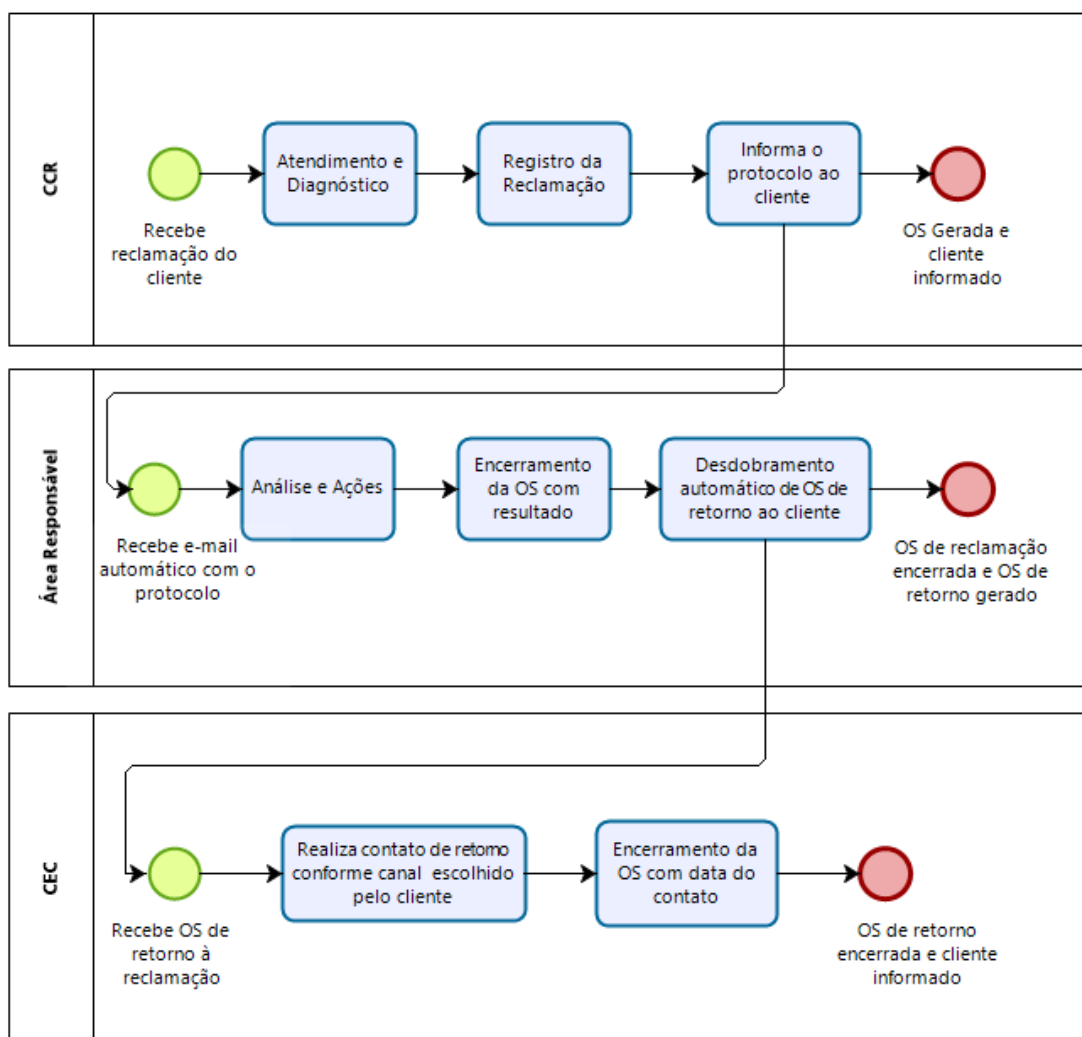 CCR
Atendimento e
Diagnóstico
Registro da
Reclamação
Informa o
protocolo ao
cliente
Recebe
reclamação do
cliente
OS Gerada e
cliente
informado
Área Responsável
Análise e Ações
Encerramento
da OS com
resultado
Desdobramento
automático de OS de
retorno ao cliente
Recebe e-mail
automático com o
protocolo
OS de reclamação
encerrada e OS de
retorno gerado
CEC
Realiza contato de retorno
conforme canal escolhido
pelo cliente
Encerramento da
OS com data do
contato
Recebe OS de
retorno à
reclamação
OS de retorno
encerrada e cliente
informado